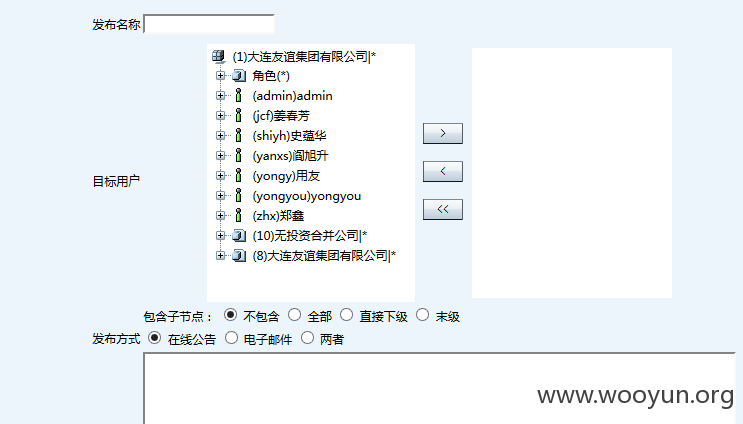 发布名称
(1)大连友谊集团有限公司|*
角色(*)
(admin)admin
(jcf)姜春芳
(shiyh)史蕴华
(yanxs)阎旭升
(yongy)用友
(yongyou)yongyou
(zhx)郑鑫
(10)无投资合并公司|*
(8)大连友谊集团有限公司|*
目标用户
>
<
<<
包含子节点： 不包含 全部 直接下级 末级
发布方式 在线公告 电子邮件 两者
www.wooyun.org